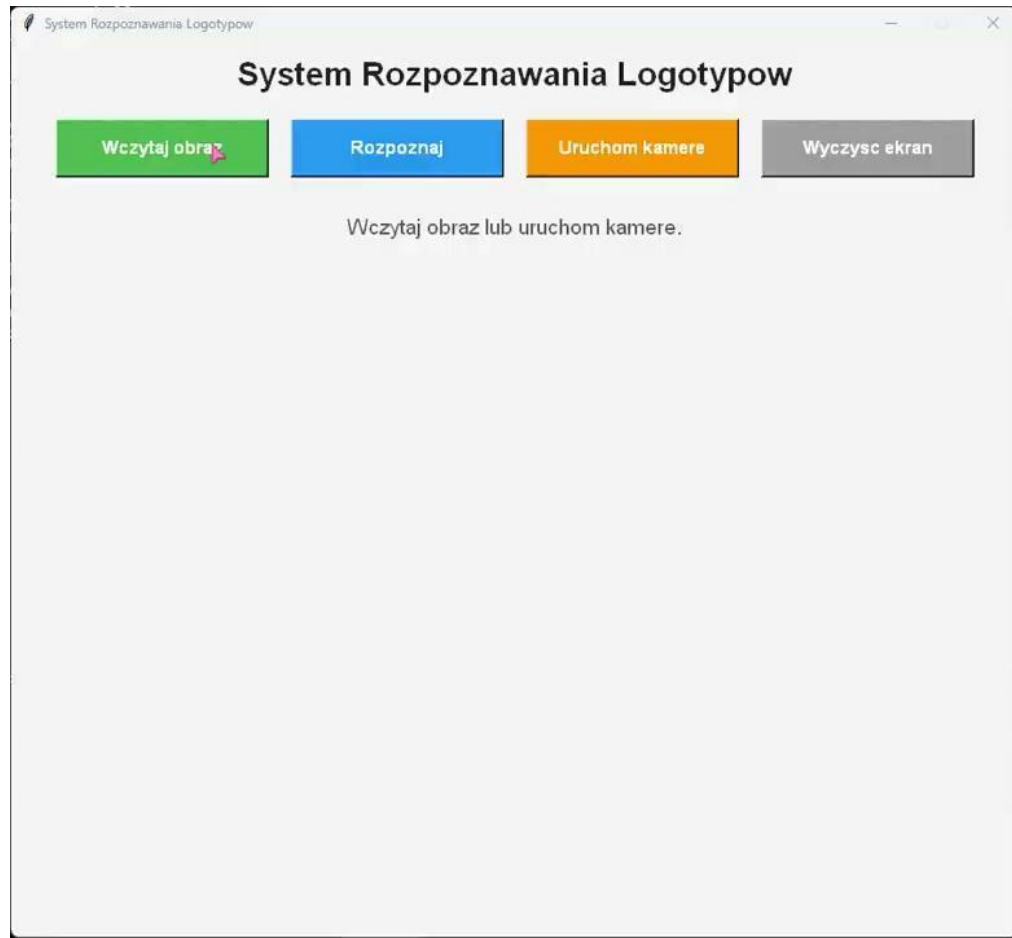 System Rozpoznawania Logotypow
System Rozpoznawania Logotypow
Wczytaj obraz Rozpoznaj Uruchom kamere Wyczysc ekran
Wczytaj obraz lub uruchom kamere.